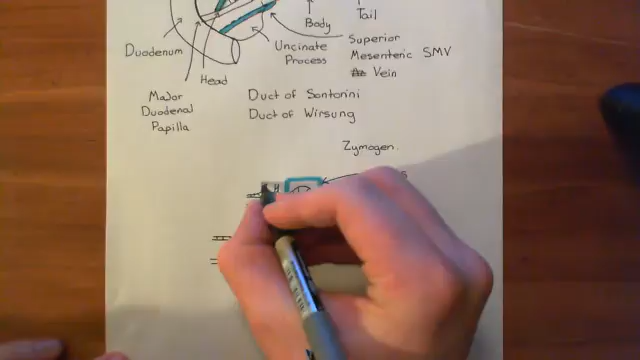 Tail
Body
Superior
Mesenteric SMV
Vein
Uncinate
Process
Duodenum
Head
Major
Duodenal
Papilla
Duct of Santorini
Duct of Wirsung
Zymogen.